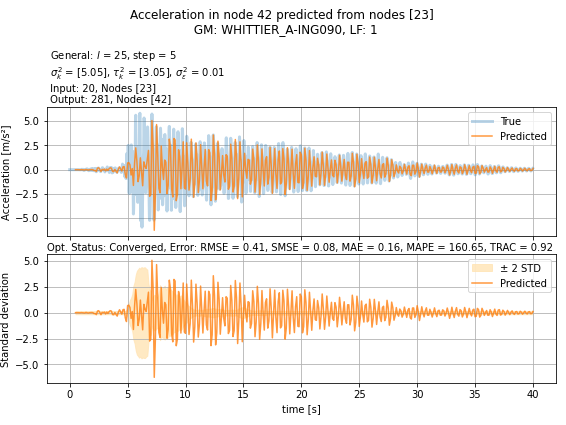 Acceleration in node 42 predicted from nodes [23]
GM: WHITTIER_A-ING090, LF: 1
General: l = 25, step = 5
σ²ₖ = [5.05], τ²ₖ = [3.05], σ²ᵣ = 0.01
Input: 20, Nodes [23]
Output: 281, Nodes [42]
Acceleration [m/s²]
5.0
2.5
0.0
−2.5
−5.0
True
Predicted
Opt. Status: Converged, Error: RMSE = 0.41, SMSE = 0.08, MAE = 0.16, MAPE = 160.65, TRAC = 0.92
Standard deviation
5.0
2.5
0.0
−2.5
−5.0
± 2 STD
Predicted
0 5 10 15 20 25 30 35 40
time [s]